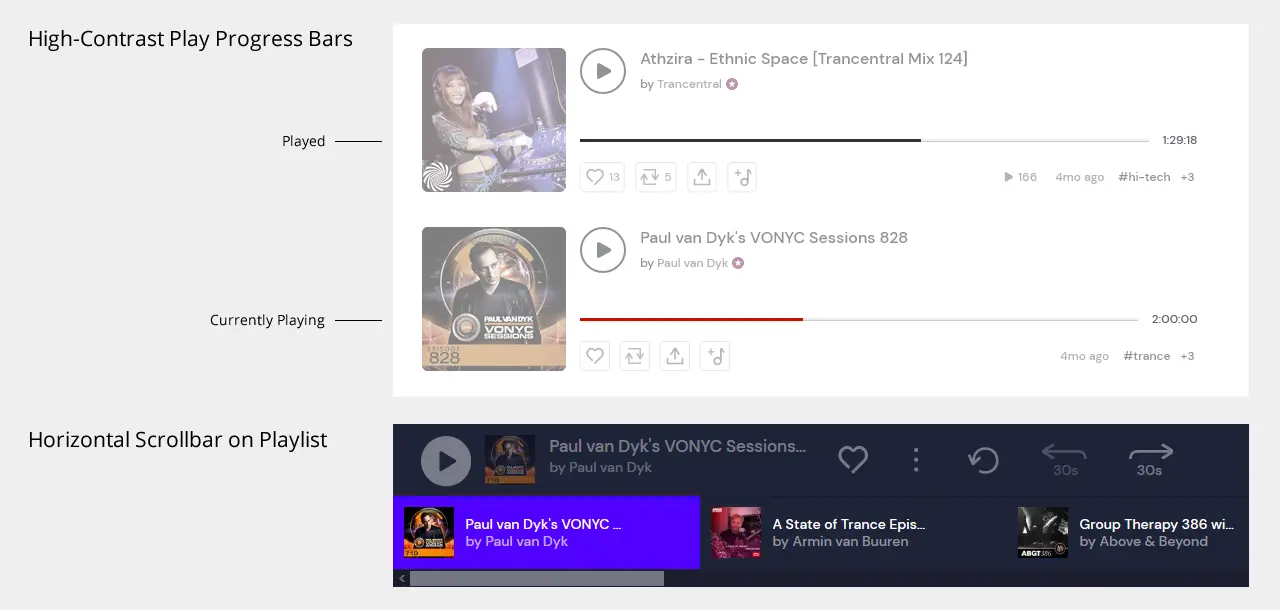 High-Contrast Play Progress Bars
Athzira - Ethnic Space [Trancentral Mix 124]
by Trancentral
Played
1:29:18
13
5
166
4mo ago
#hi-tech
+3
Paul van Dyk's VONYC Sessions 828
by Paul van Dyk
PAUL VAN DYK
VONYC
SESSIONS
EPISODE
828
Currently Playing
2:00:00
4mo ago
#trance
+3
Horizontal Scrollbar on Playlist
710
Paul van Dyk's VONYC Sessions...
by Paul van Dyk
30s
30s
710
Paul van Dyk's VONYC ...
by Paul van Dyk
A State of Trance Epis...
by Armin van Buuren
ABGT386
Group Therapy 386 wi...
by Above & Beyond